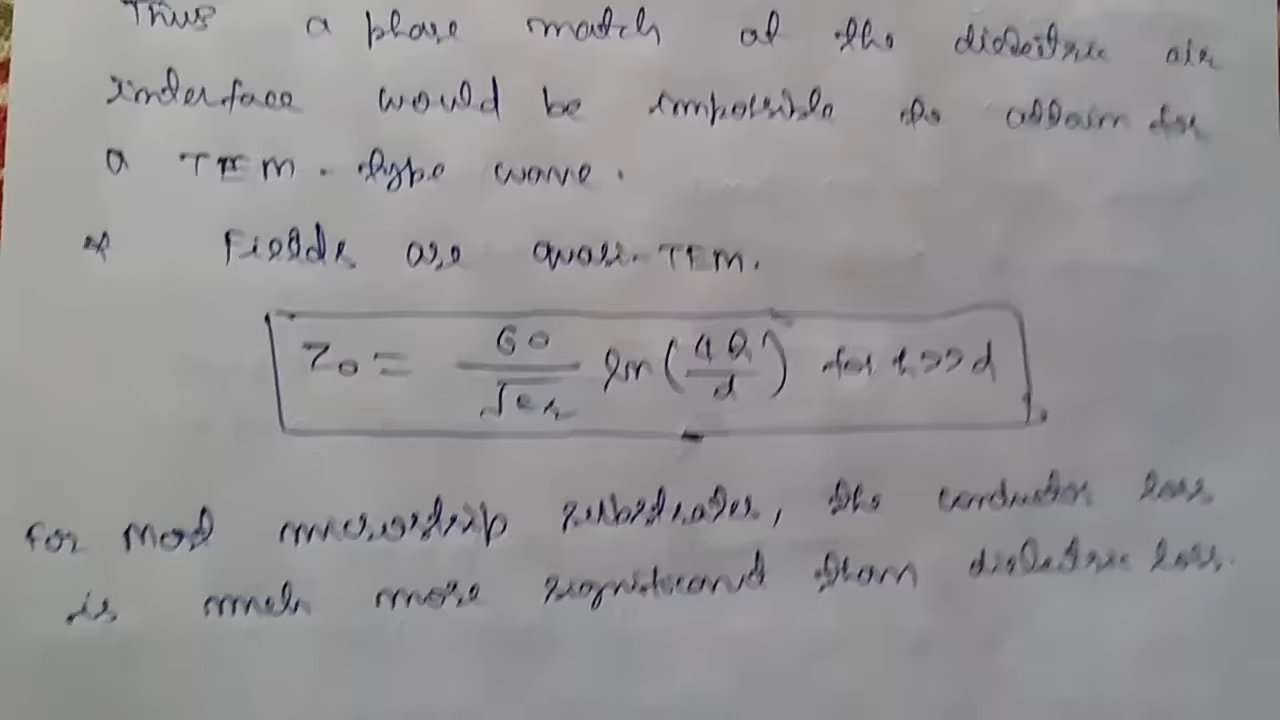 Thus a phase match at the dielectric air
interface would be impossible to attain for
a TEM-type wave.
* Fields are quasi-TEM.
Z₀ = 60/√εr ln(4h/d) for h>>d
For most microstrip substrates, the conductor loss
is much more significant than dielectric loss.